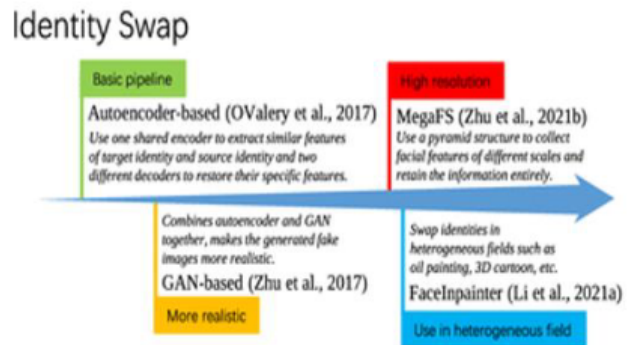 Identity Swap
Basic pipeline
Autoencoder-based (OValery et al., 2017)
Use one shared encoder to extract similar features
of target identity and source identity and two
different decoders to restore their specific features.
High resolution
MegaFS (Zhu et al., 2021b)
Use a pyramid structure to collect
facial features of different scales and
retain the information entirely.
Combines autoencoder and GAN
together, makes the generated fake
images more realistic.
GAN-based (Zhu et al., 2017)
More realistic
Swap identities in
heterogeneous fields such as
oil painting, 3D cartoon, etc.
FaceInpainter (Li et al., 2021a)
Use in heterogeneous field